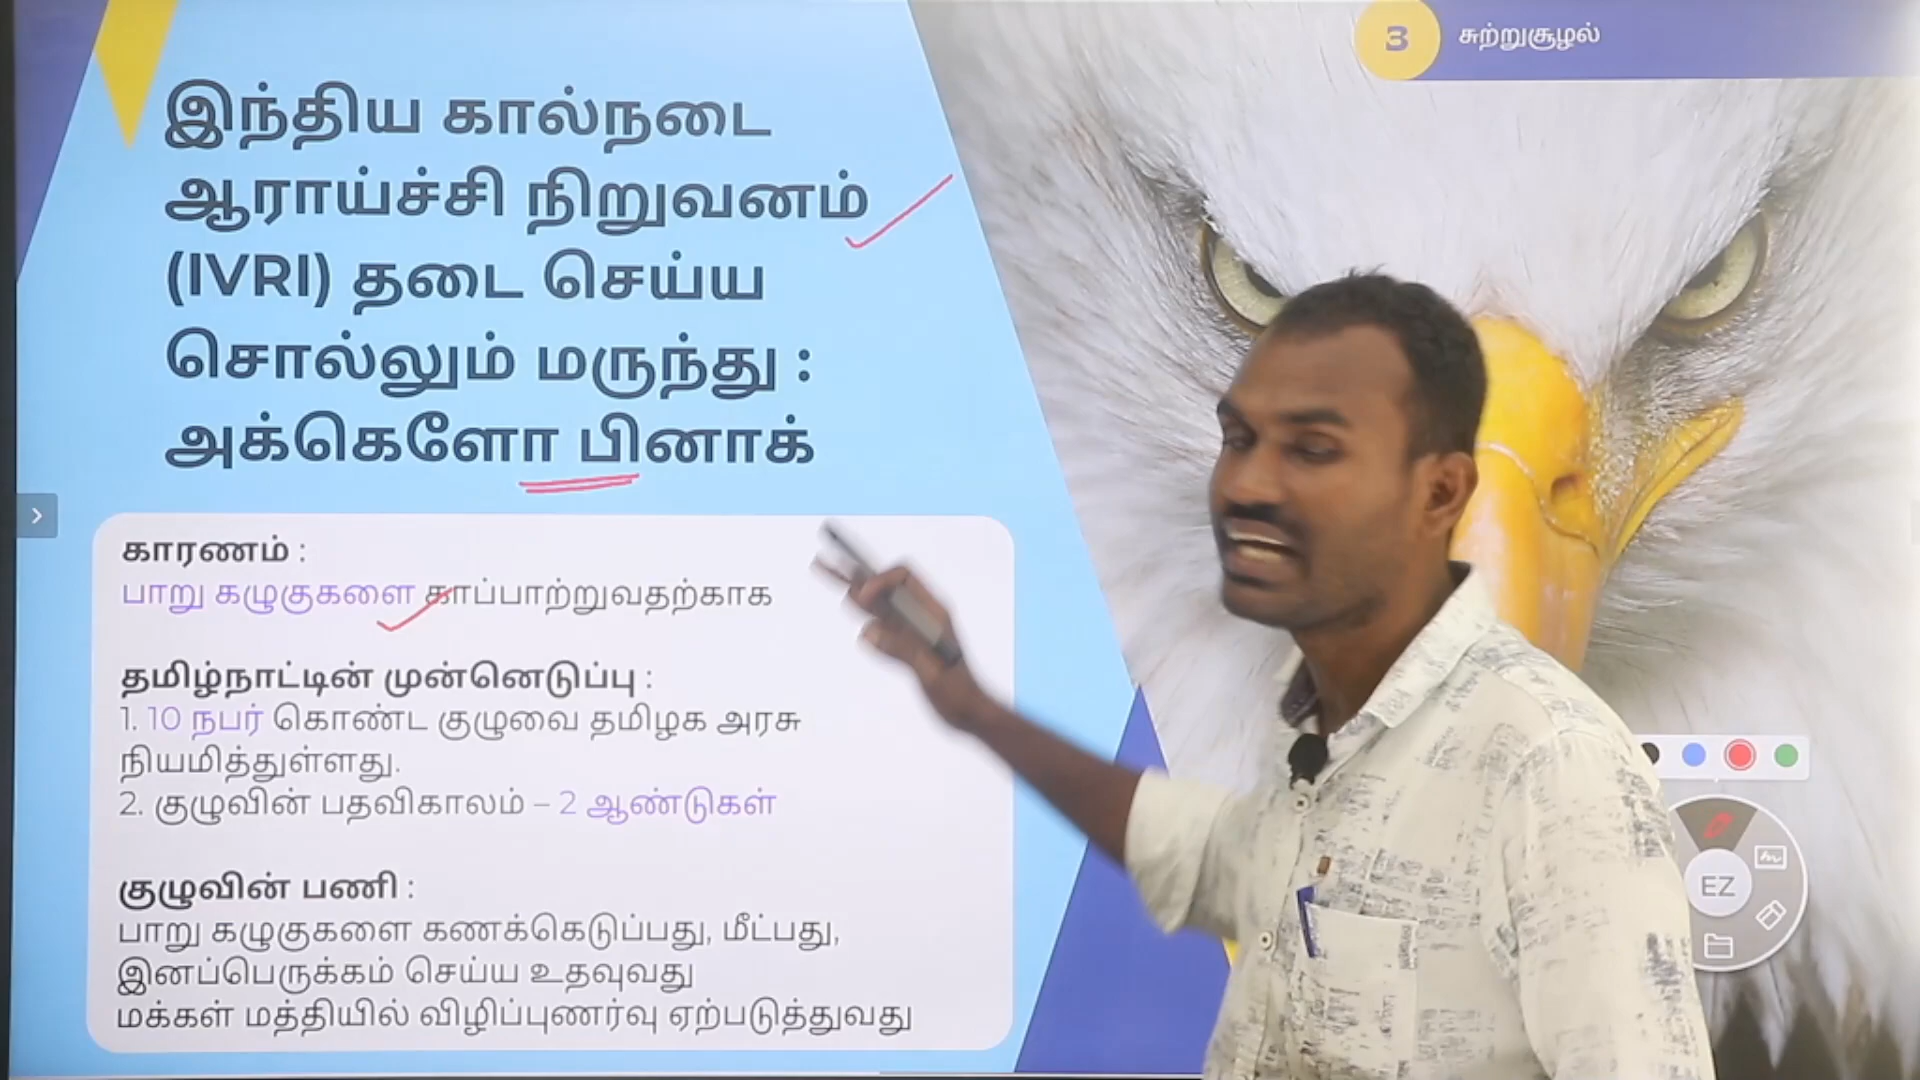 3 சுற்றுசூழல்
இந்திய கால்நடை
ஆராய்ச்சி நிறுவனம்
(IVRI) தடை செய்ய
சொல்லும் மருந்து :
அக்கெளோ பினாக்
காரணம் :
பாறு கழுகுகளை காப்பாற்றுவதற்காக
தமிழ்நாட்டின் முன்னெடுப்பு :
1. 10 நபர் கொண்ட குழுவை தமிழக அரசு
நியமித்துள்ளது.
2. குழுவின் பதவிகாலம் – 2 ஆண்டுகள்
குழுவின் பணி :
பாறு கழுகுகளை கணக்கெடுப்பது, மீட்பது,
இனப்பெருக்கம் செய்ய உதவுவது
மக்கள் மத்தியில் விழிப்புணர்வு ஏற்படுத்துவது
EZ